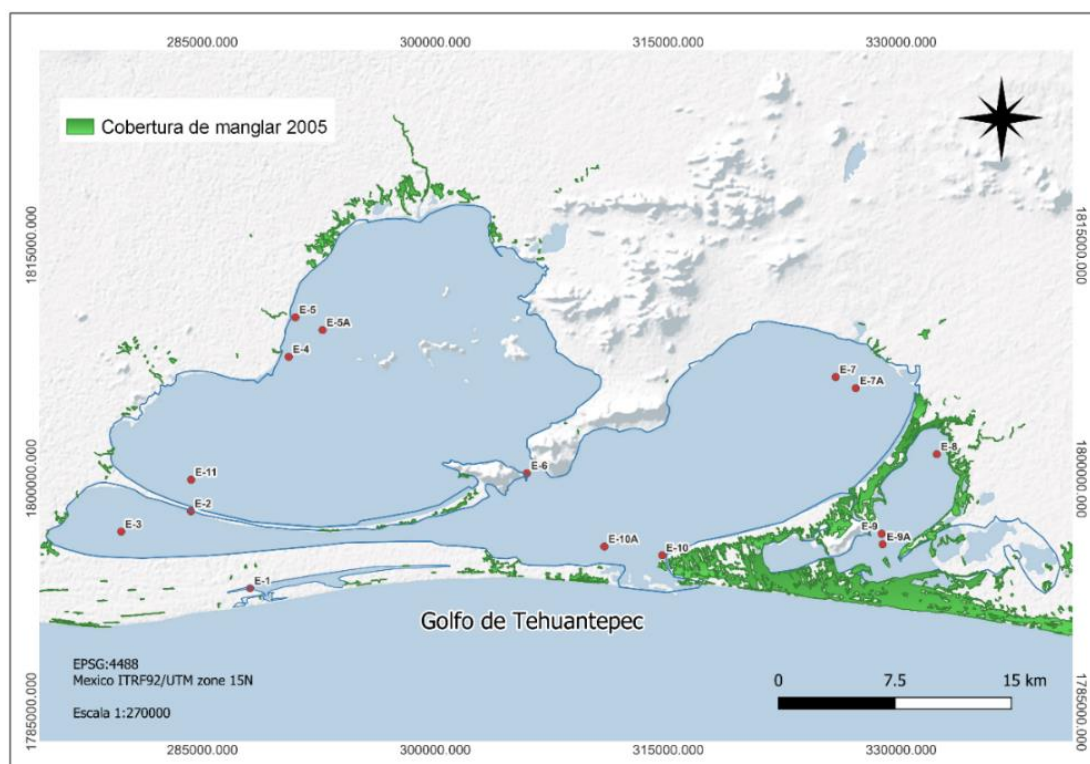 285000.000 300000.000 315000.000 330000.000
Cobertura de manglar 2005
1815000.000
1815000.000
E-5
E-5A
E-4
E-7
E-7A
E-8
1800000.000
1800000.000
E-11
E-6
E-2
E-3
E-9
E-9A
E-10A
E-10
E-1
Golfo de Tehuantepec
EPSG:4488
Mexico ITRF92/UTM zone 15N
Escala 1:270000
0 7.5 15 km
1785000.000
1785000.000
285000.000 300000.000 315000.000 330000.000